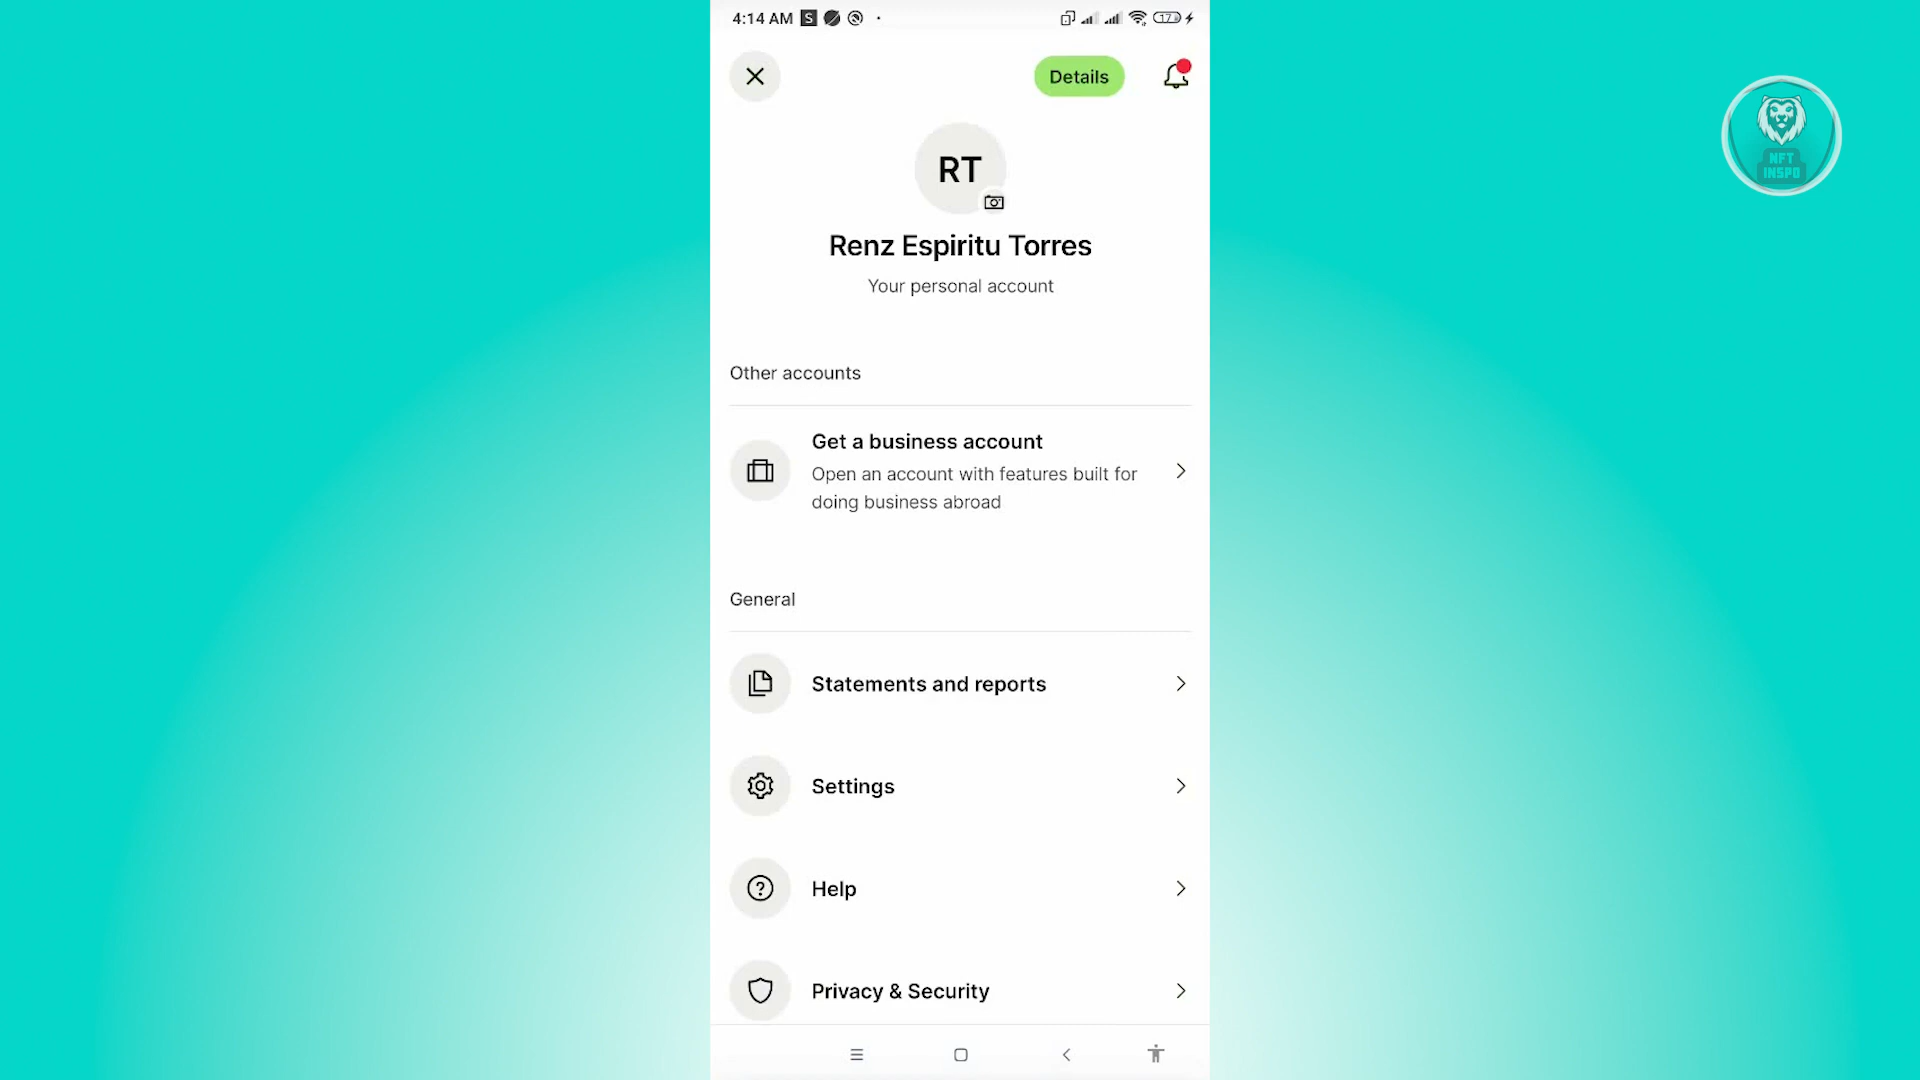 4:14 AM S 17
Details
RT
Renz Espiritu Torres
Your personal account
Other accounts
Get a business account
Open an account with features built for
doing business abroad
General
Statements and reports
Settings
Help
Privacy & Security
NFT
INSPO